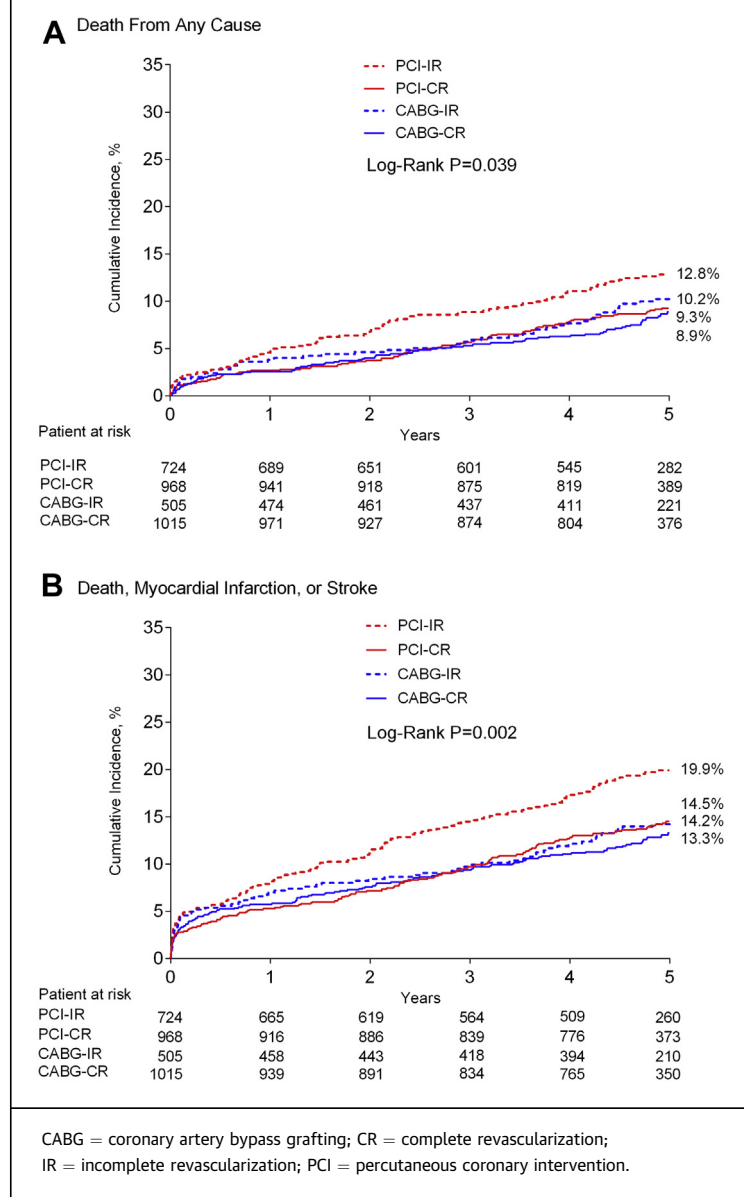 A Death From Any Cause
35
30
25
20
15
10
5
0
Cumulative Incidence, %
PCI-IR
PCI-CR
CABG-IR
CABG-CR
Log-Rank P=0.039
12.8%
10.2%
9.3%
8.9%
0 1 2 3 4 5
Years
Patient at risk
PCI-IR 724 689 651 601 545 282
PCI-CR 968 941 918 875 819 389
CABG-IR 505 474 461 437 411 221
CABG-CR 1015 971 927 874 804 376
B Death, Myocardial Infarction, or Stroke
35
30
25
20
15
10
5
0
Cumulative Incidence, %
PCI-IR
PCI-CR
CABG-IR
CABG-CR
Log-Rank P=0.002
19.9%
14.5%
14.2%
13.3%
0 1 2 3 4 5
Years
Patient at risk
PCI-IR 724 665 619 564 509 260
PCI-CR 968 916 886 839 776 373
CABG-IR 505 458 443 418 394 210
CABG-CR 1015 939 891 834 765 350
CABG = coronary artery bypass grafting; CR = complete revascularization;
IR = incomplete revascularization; PCI = percutaneous coronary intervention.